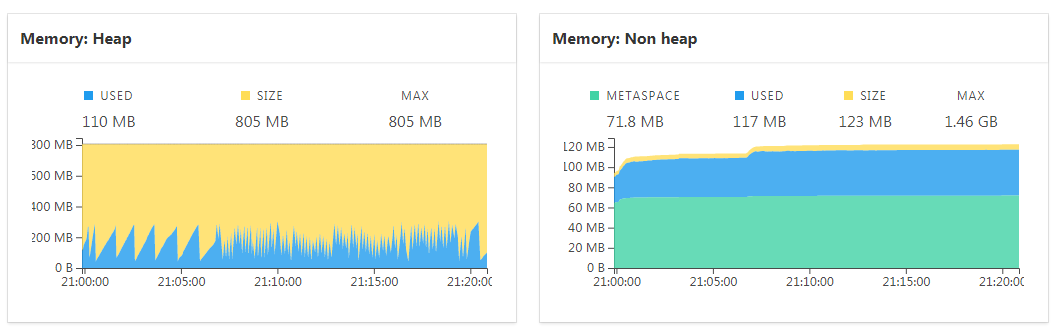 Memory: Heap
USED SIZE MAX
110 MB 805 MB 805 MB
800 MB
600 MB
400 MB
200 MB
0 B
21:00:00 21:05:00 21:10:00 21:15:00 21:20:00
Memory: Non heap
METASPACE USED SIZE MAX
71.8 MB 117 MB 123 MB 1.46 GB
120 MB
100 MB
80 MB
60 MB
40 MB
20 MB
0 B
21:00:00 21:05:00 21:10:00 21:15:00 21:20:00